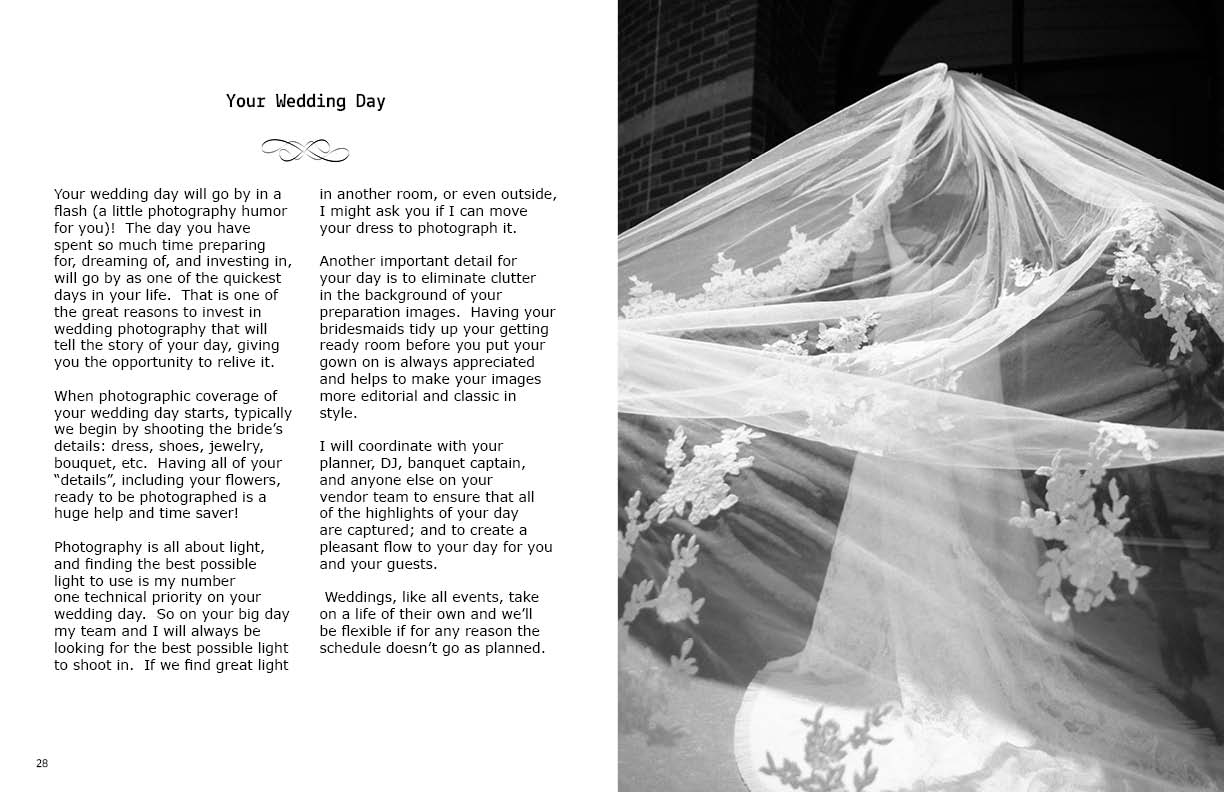 Your Wedding Day
Your wedding day will go by in a
flash (a little photography humor
for you)!  The day you have
spent so much time preparing
for, dreaming of, and investing in,
will go by as one of the quickest
days in your life.  That is one of
the great reasons to invest in
wedding photography that will
tell the story of your day, giving
you the opportunity to relive it.
When photographic coverage of
your wedding day starts, typically
we begin by shooting the bride’s
details: dress, shoes, jewelry,
bouquet, etc.  Having all of your
“details”, including your flowers,
ready to be photographed is a
huge help and time saver!
Photography is all about light,
and finding the best possible
light to use is my number
one technical priority on your
wedding day.  So on your big day
my team and I will always be
looking for the best possible light
to shoot in.  If we find great light
in another room, or even outside,
I might ask you if I can move
your dress to photograph it.
Another important detail for
your day is to eliminate clutter
in the background of your
preparation images.  Having your
bridesmaids tidy up your getting
ready room before you put your
gown on is always appreciated
and helps to make your images
more editorial and classic in
style.
I will coordinate with your
planner, DJ, banquet captain,
and anyone else on your
vendor team to ensure that all
of the highlights of your day
are captured; and to create a
pleasant flow to your day for you
and your guests.
Weddings, like all events, take
on a life of their own and we’ll
be flexible if for any reason the
schedule doesn’t go as planned.
28